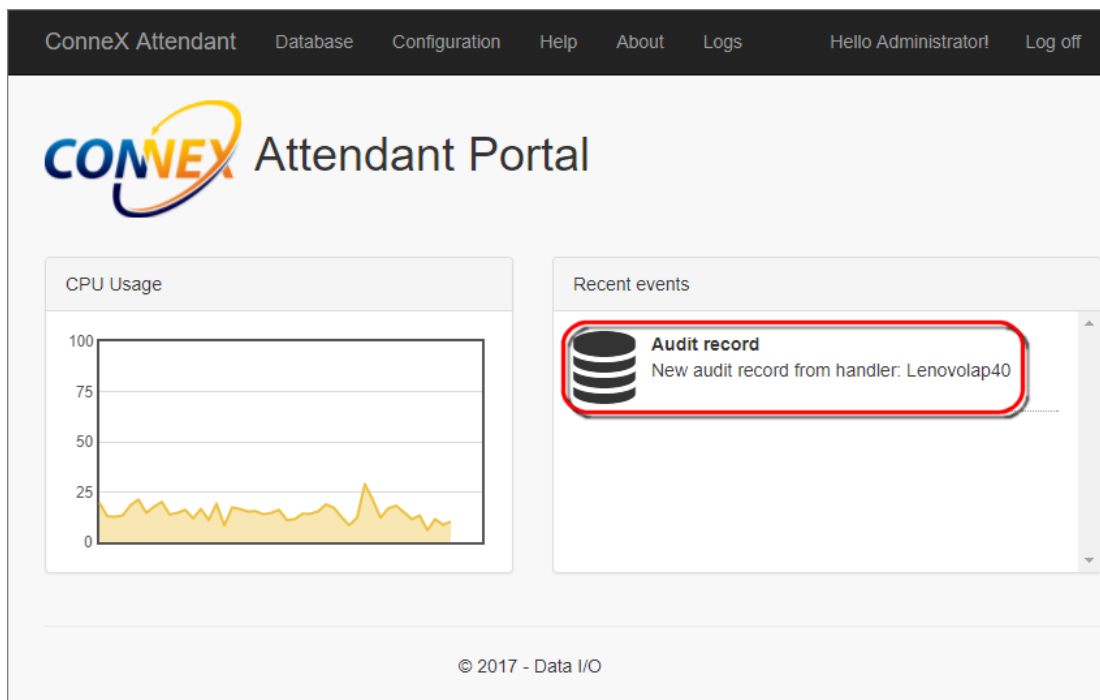 ConneX Attendant Database Configuration Help About Logs Hello Administrator! Log off
CONNEX Attendant Portal
CPU Usage
100
75
50
25
0
Recent events
Audit record
New audit record from handler: Lenovolap40
© 2017 - Data I/O